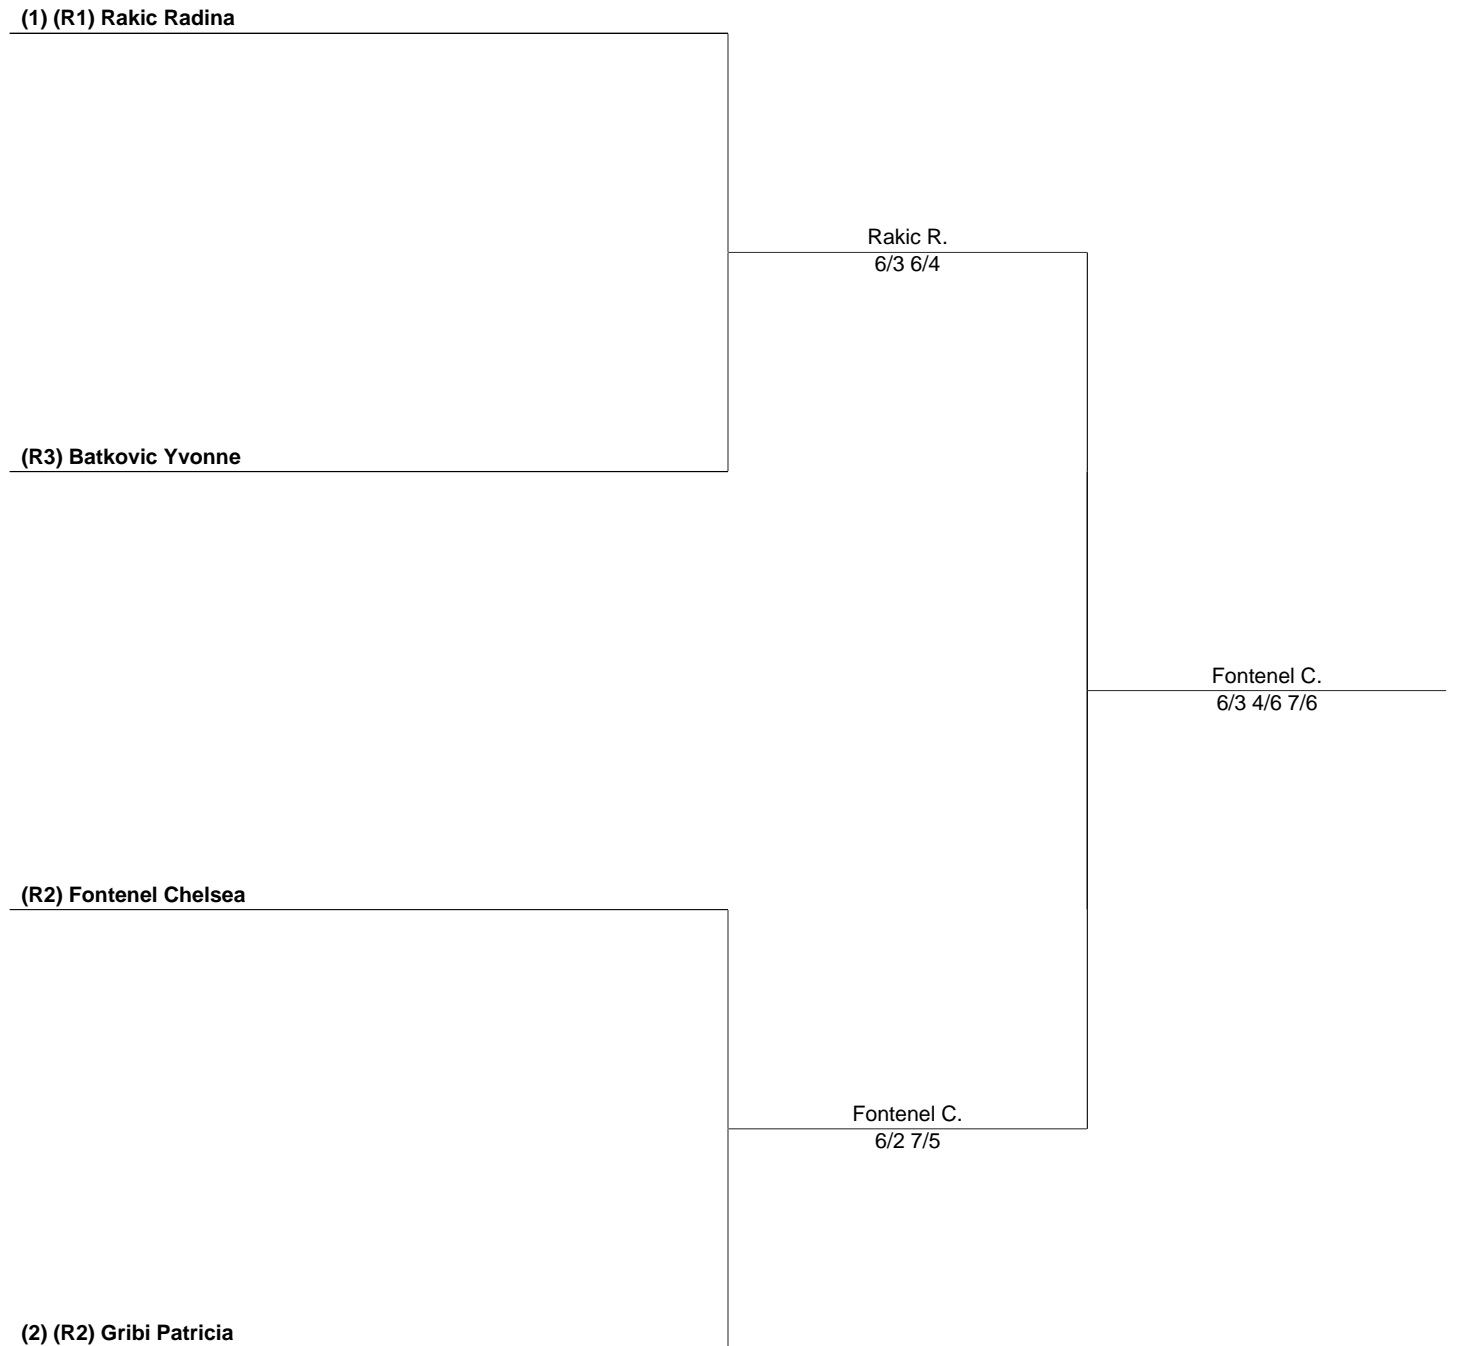 (1) (R1) Rakic Radina
Rakic R.
6/3 6/4
(R3) Batkovic Yvonne
Fontenel C.
6/3 4/6 7/6
(R2) Fontenel Chelsea
Fontenel C.
6/2 7/5
(2) (R2) Gribi Patricia